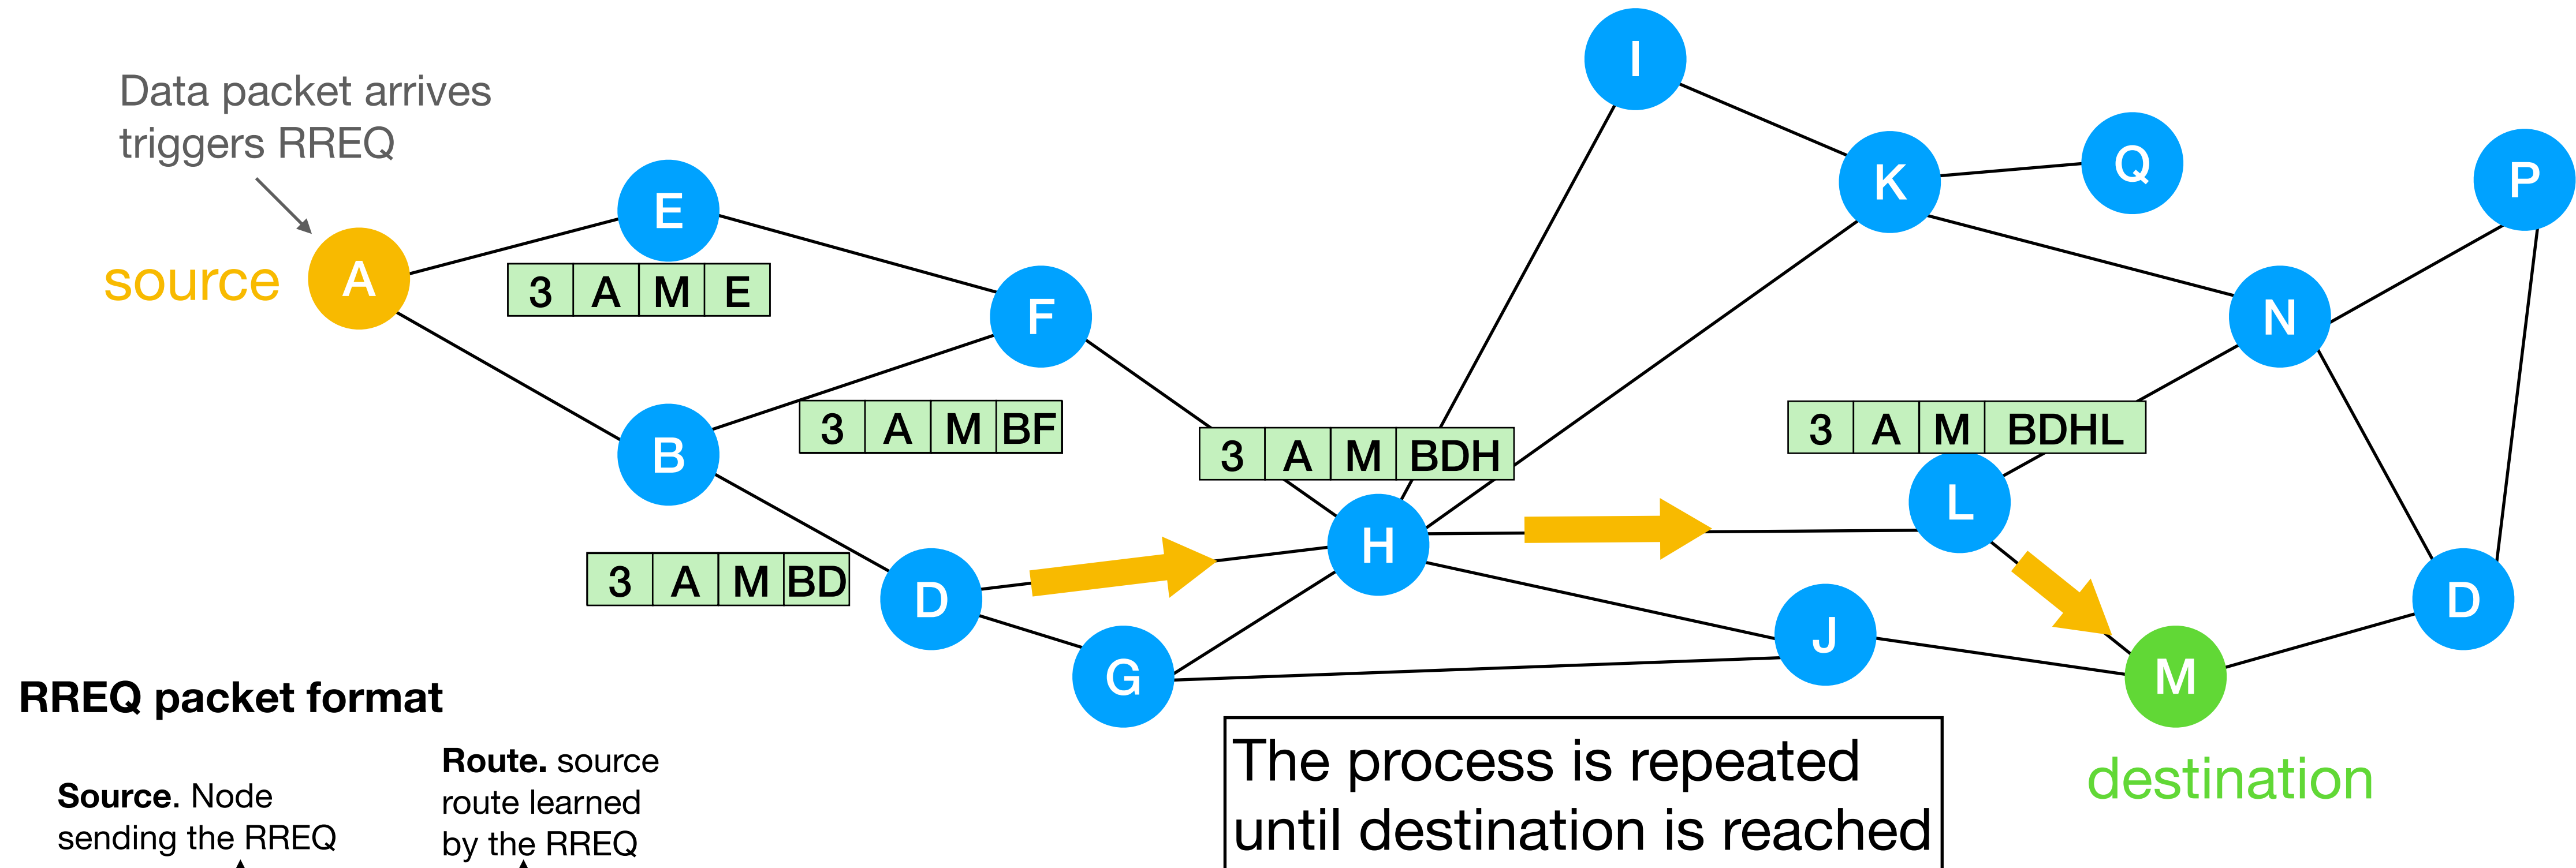 Data packet arrives
triggers RREQ
I
Q
K
P
E
source
A
3 A M E
F
N
B
3 A M BF
3 A M BDH
3 A M BDHL
L
H
3 A M BD
D
D
J
G
M
RREQ packet format
The process is repeated
until destination is reached
destination
Source. Node
sending the RREQ
Route. source
route learned
by the RREQ